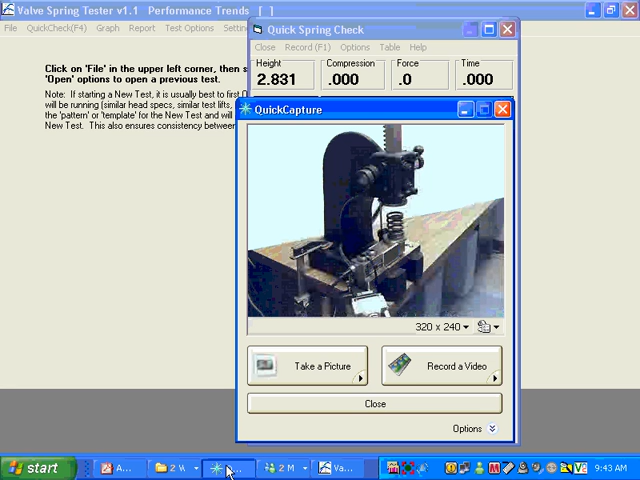 Valve Spring Tester v1.1 Performance Trends [ ]
File QuickCheck(F4) Graph Report Test Options
Click on 'File' in the upper left corner, then
'Open' options to open a previous test.
Note: If starting a New Test, it is usually best to first
will be running (similar head specs, similar test lifts,
the 'pattern' or 'template' for the New Test and will
New Test. This also ensures consistency between
Quick Spring Check
Close Record (F1) Options Table Help
Height Compression Force Time
2.831 .000 .0 .000
QuickCapture
320 x 240
Take a Picture Record a Video
Close
Options
start A... 2 ... 2 M Va... 9:43 AM